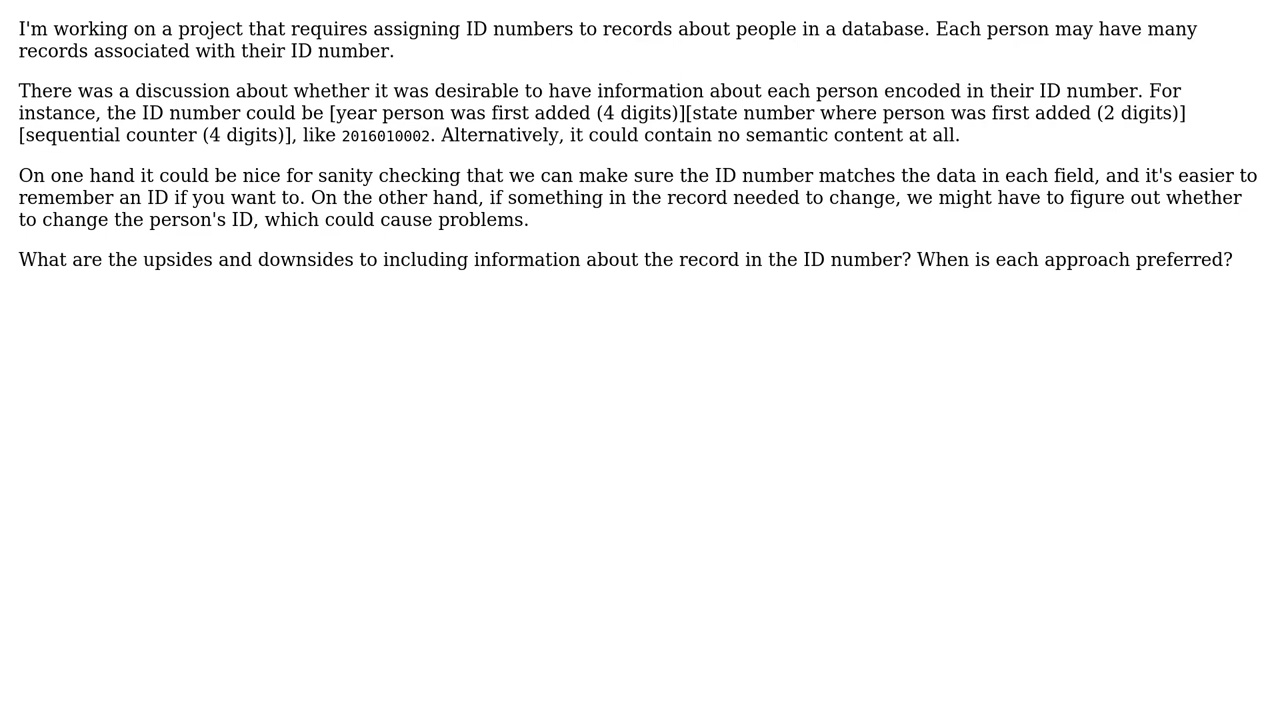 I'm working on a project that requires assigning ID numbers to records about people in a database. Each person may have many
records associated with their ID number.
There was a discussion about whether it was desirable to have information about each person encoded in their ID number. For
instance, the ID number could be [year person was first added (4 digits)][state number where person was first added (2 digits)]
[sequential counter (4 digits)], like 2016010002. Alternatively, it could contain no semantic content at all.
On one hand it could be nice for sanity checking that we can make sure the ID number matches the data in each field, and it's easier to
remember an ID if you want to. On the other hand, if something in the record needed to change, we might have to figure out whether
to change the person's ID, which could cause problems.
What are the upsides and downsides to including information about the record in the ID number? When is each approach preferred?